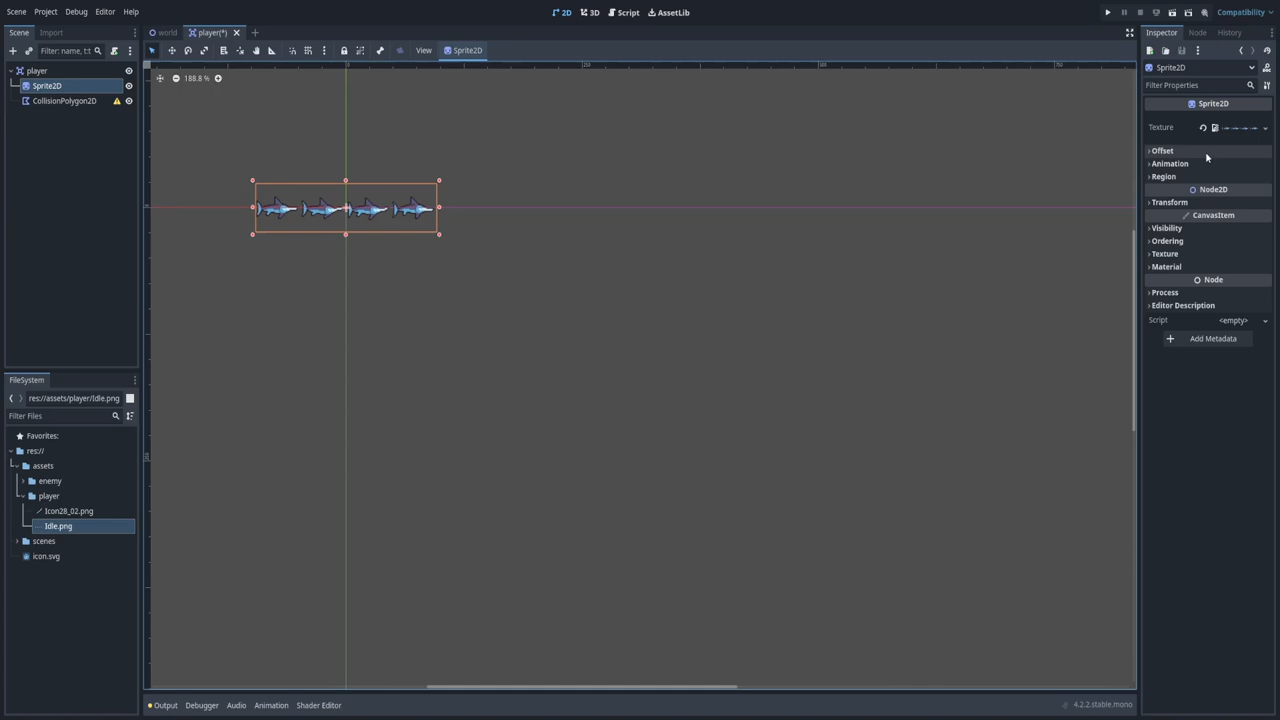 Scene Project Debug Editor Help
2D 3D Script AssetLib
Compatibility
Scene Import
world player(*)
Inspector Node History
Filter: name, t:t
View Sprite2D
player
Sprite2D
CollisionPolygon2D
188.8 %
Sprite2D
Filter Properties
Sprite2D
Texture
Offset
Animation
Region
Node2D
Transform
CanvasItem
Visibility
Ordering
Texture
Material
Node
Process
Editor Description
Script <empty>
Add Metadata
FileSystem
res://assets/player/Idle.png
Filter Files
Favorites:
res://
assets
enemy
player
Icon28_02.png
Idle.png
scenes
icon.svg
Output Debugger Audio Animation Shader Editor
4.2.2.stable.mono